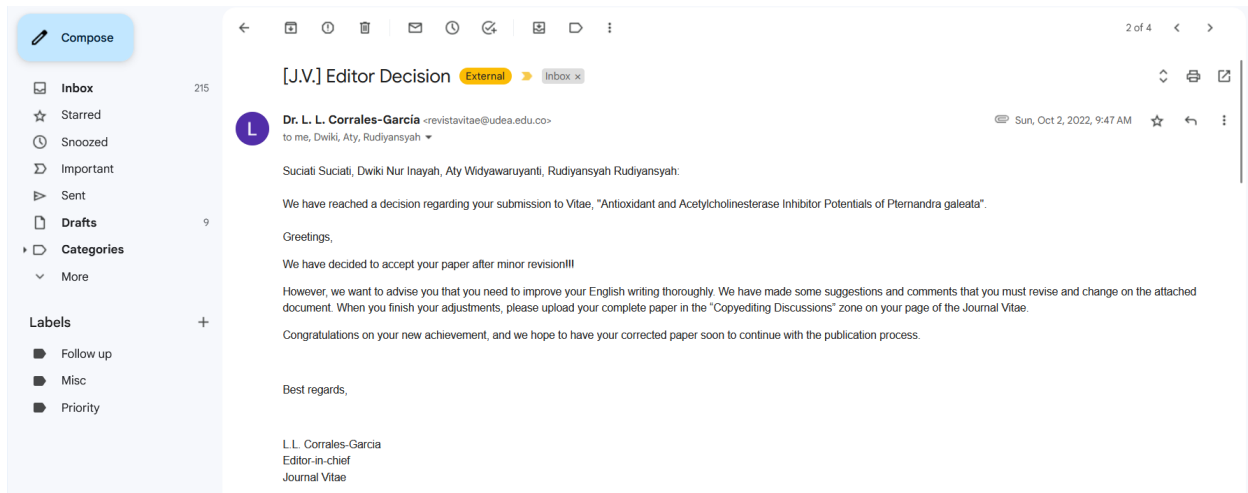 Compose
2 of 4
Inbox 215
Starred
Snoozed
Important
Sent
Drafts 9
Categories
More
Labels +
Follow up
Misc
Priority
[J.V.] Editor Decision External Inbox x
Dr. L. L. Corrales-García <revistavitae@udea.edu.co> Sun, Oct 2, 2022, 9:47 AM
L
to me, Dwiki, Aty, Rudiyansyah
Suciati Suciati, Dwiki Nur Inayah, Aty Widyawaruyanti, Rudiyansyah Rudiyansyah:
We have reached a decision regarding your submission to Vitae, "Antioxidant and Acetylcholinesterase Inhibitor Potentials of Pternandra galeata".
Greetings,
We have decided to accept your paper after minor revision!!!
However, we want to advise you that you need to improve your English writing thoroughly. We have made some suggestions and comments that you must revise and change on the attached
document. When you finish your adjustments, please upload your complete paper in the “Copyediting Discussions” zone on your page of the Journal Vitae.
Congratulations on your new achievement, and we hope to have your corrected paper soon to continue with the publication process.
Best regards,
L.L. Corrales-Garcia
Editor-in-chief
Journal Vitae